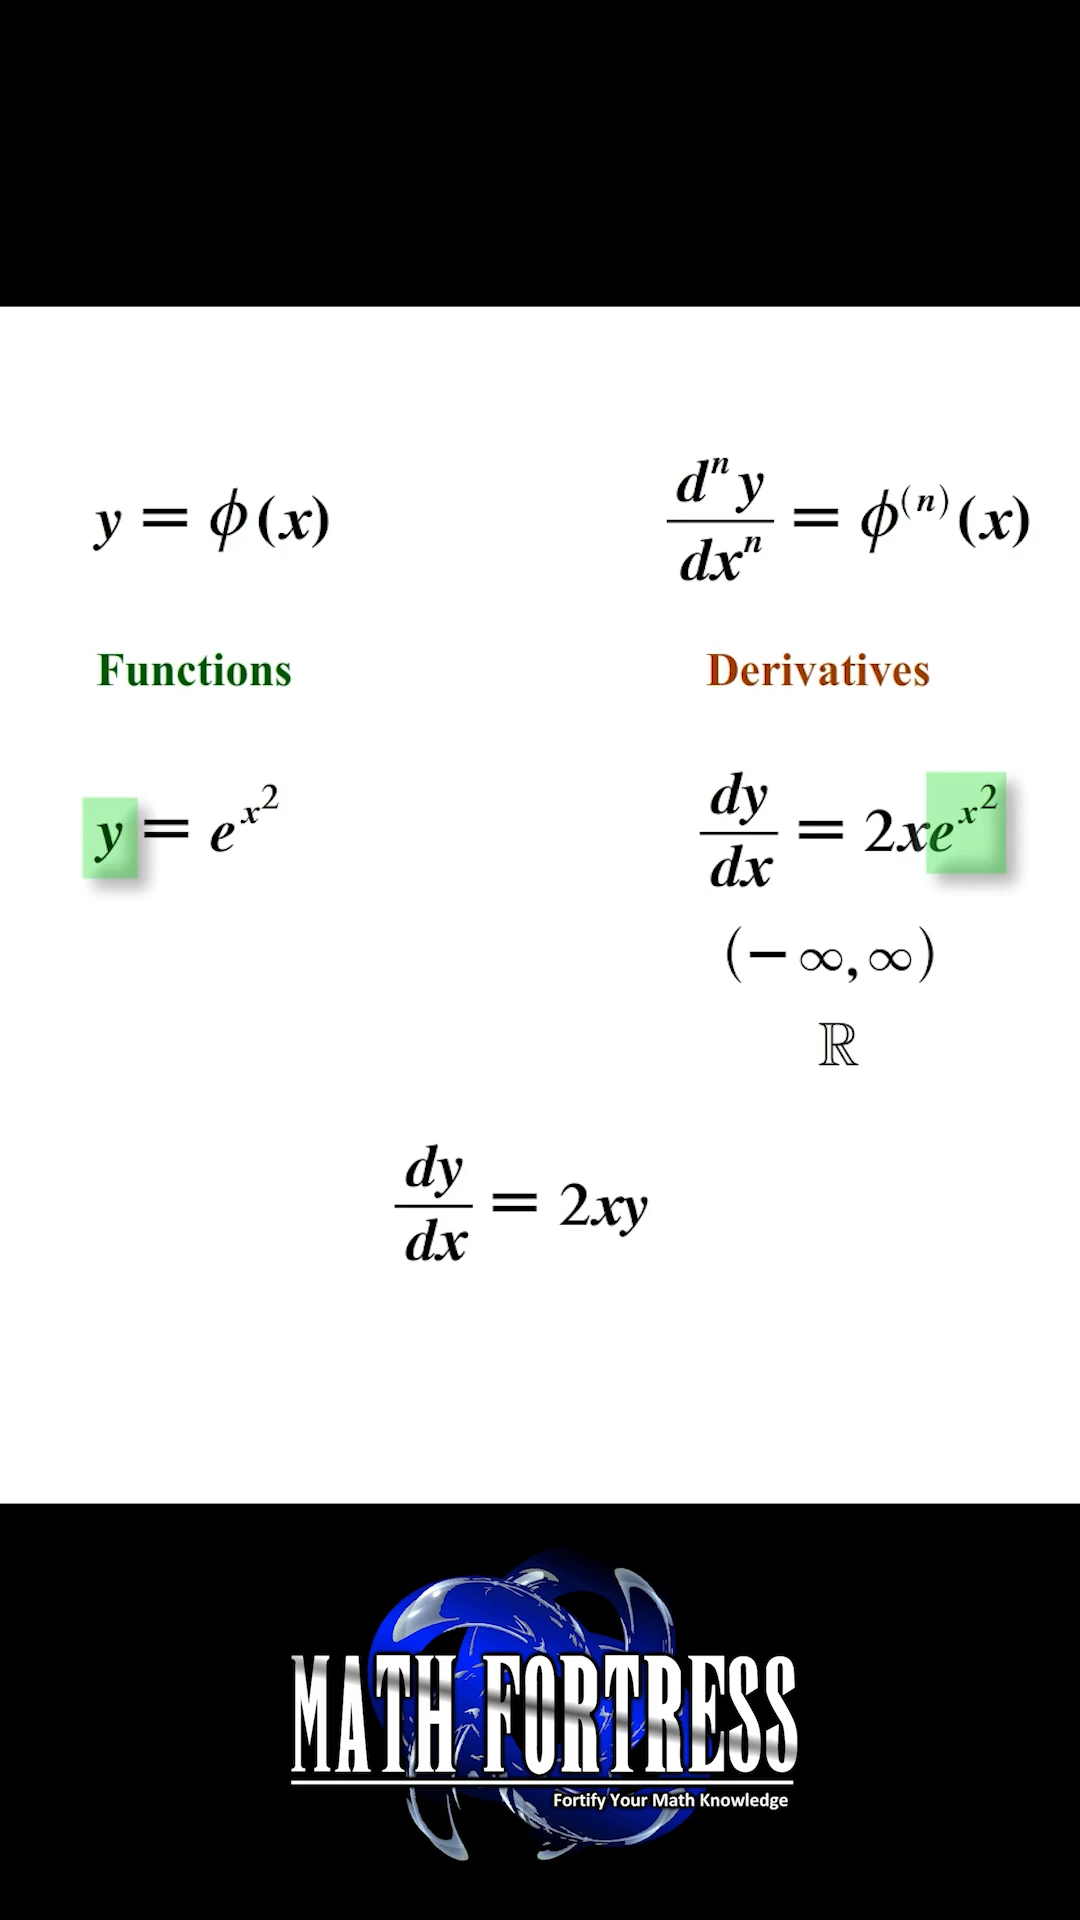 y = ϕ(x)
dⁿy/dxⁿ = ϕ⁽ⁿ⁾(x)
Functions
Derivatives
y = e^{x²}
dy/dx = 2xe^{x²}
(−∞,∞)
ℝ
dy/dx = 2xy
MATH FORTRESS
Fortify Your Math Knowledge